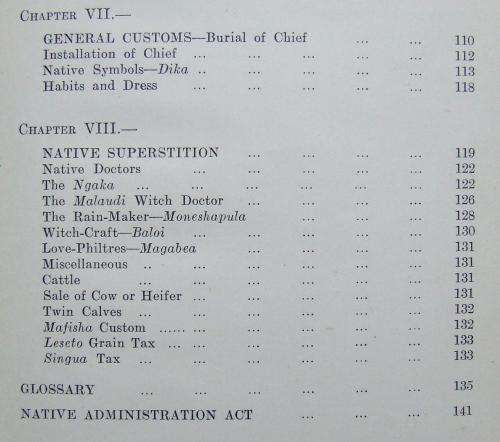 CHAPTER VII.—
GENERAL CUSTOMS—Burial of Chief ... ... 110
Installation of Chief ... ... ... ... ... 112
Native Symbols—Dika .. ... ... ... ... 113
Habits and Dress ... ... ... ... ... 118
CHAPTER VIII.—
NATIVE SUPERSTITION ... ... ... ... 119
Native Doctors ... ... ... ... ... 122
The Ngaka ... ... ... ... ... ... 122
The Malaudi Witch Doctor ... ... ... ... 126
The Rain-Maker—Moneshapula ... ... ... 128
Witch-Craft—Baloi ... ... ... ... ... 130
Love-Philtres—Magabea ... ... ... ... 131
Miscellaneous .. ... ... ... ... ... 131
Cattle ... ... ... ... ... ... 131
Sale of Cow or Heifer ... ... ... ... ... 131
Twin Calves ... ... ... ... ... ... 132
Mafisha Custom ...... ... ... ... ... ... 132
Leseto Grain Tax ... ... ... ... ... ... 133
Singua Tax ... ... ... ... ... ... 133
GLOSSARY ... ... ... ... ... ... 135
NATIVE ADMINISTRATION ACT ... ... ... 141